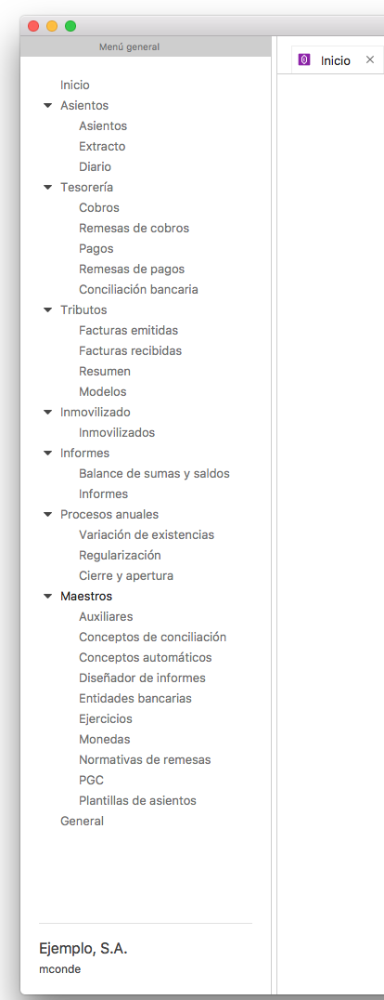 Menú general
Inicio
Inicio
Asientos
Asientos
Extracto
Diario
Tesorería
Cobros
Remesas de cobros
Pagos
Remesas de pagos
Conciliación bancaria
Tributos
Facturas emitidas
Facturas recibidas
Resumen
Modelos
Inmovilizado
Inmovilizados
Informes
Balance de sumas y saldos
Informes
Procesos anuales
Variación de existencias
Regularización
Cierre y apertura
Maestros
Auxiliares
Conceptos de conciliación
Conceptos automáticos
Diseñador de informes
Entidades bancarias
Ejercicios
Monedas
Normativas de remesas
PGC
Plantillas de asientos
General
Ejemplo, S.A.
mconde